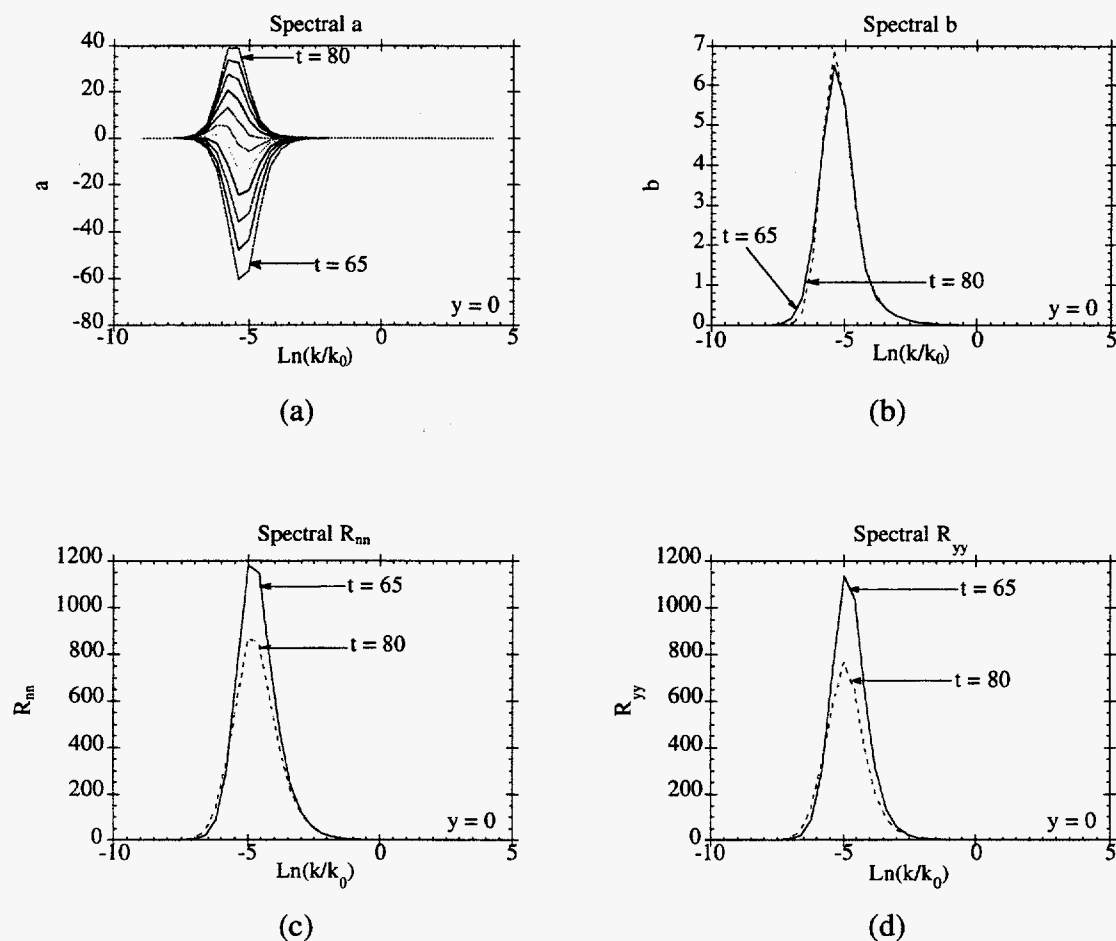 Spectral a
40
20
0
-20
-40
-60
-80
a
t = 80
t = 65
y = 0
-10
-5
0
5
Ln(k/k₀)
(a)
Spectral b
7
6
5
4
3
2
1
0
b
t = 65
t = 80
y = 0
-10
-5
0
5
Ln(k/k₀)
(b)
Spectral Rₙₙ
1200
1000
800
600
400
200
0
Rₙₙ
t = 65
t = 80
y = 0
-10
-5
0
5
Ln(k/k₀)
(c)
Spectral R_yy
1200
1000
800
600
400
200
0
R_yy
t = 65
t = 80
y = 0
-10
-5
0
5
Ln(k/k₀)
(d)